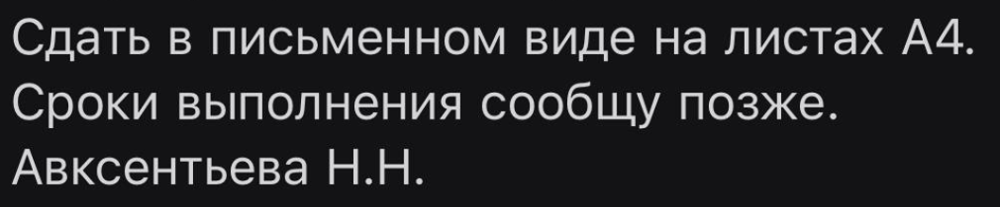 Сдать в письменном виде на листах А4.
Сроки выполнения сообщу позже.
Авксентьева Н.Н.